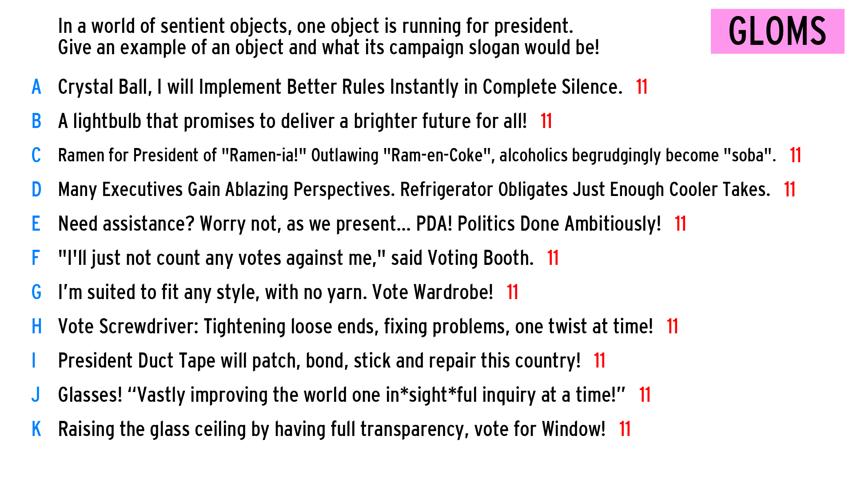 In a world of sentient objects, one object is running for president.
Give an example of an object and what its campaign slogan would be!
GLOMS
A Crystal Ball, I will Implement Better Rules Instantly in Complete Silence. 11
B A lightbulb that promises to deliver a brighter future for all! 11
C Ramen for President of "Ramen-ia!" Outlawing "Ram-en-Coke", alcoholics begrudgingly become "soba". 11
D Many Executives Gain Ablazing Perspectives. Refrigerator Obligates Just Enough Cooler Takes. 11
E Need assistance? Worry not, as we present... PDA! Politics Done Ambitiously! 11
F "I'll just not count any votes against me," said Voting Booth. 11
G I’m suited to fit any style, with no yarn. Vote Wardrobe! 11
H Vote Screwdriver: Tightening loose ends, fixing problems, one twist at time! 11
I President Duct Tape will patch, bond, stick and repair this country! 11
J Glasses! “Vastly improving the world one in*sight*ful inquiry at a time!” 11
K Raising the glass ceiling by having full transparency, vote for Window! 11